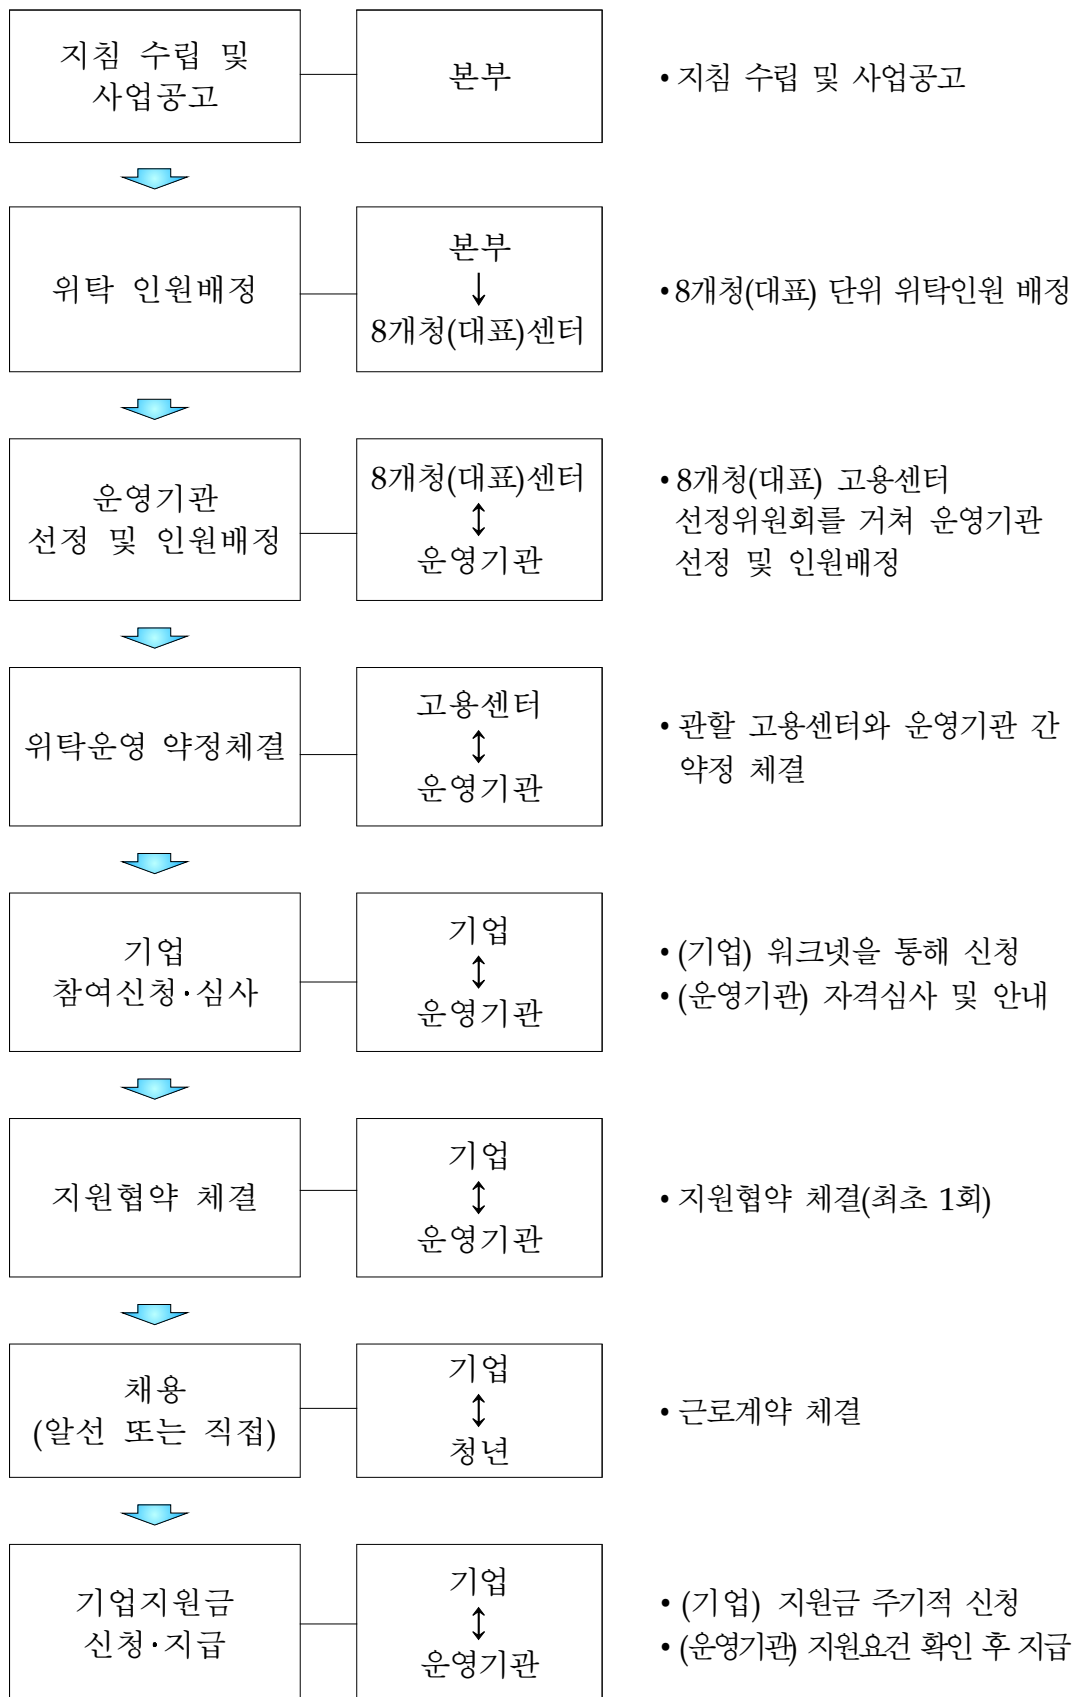 지침 수립 및
사업공고
본부
• 지침 수립 및 사업공고
위탁 인원배정
본부
↓
8개청(대표)센터
• 8개청(대표) 단위 위탁인원 배정
운영기관
선정 및 인원배정
8개청(대표)센터
↕
운영기관
• 8개청(대표) 고용센터
선정위원회를 거쳐 운영기관
선정 및 인원배정
위탁운영 약정체결
고용센터
↕
운영기관
• 관할 고용센터와 운영기관 간
약정 체결
기업
참여신청·심사
기업
↕
운영기관
• (기업) 워크넷을 통해 신청
• (운영기관) 자격심사 및 안내
지원협약 체결
기업
↕
운영기관
• 지원협약 체결(최초 1회)
채용
(알선 또는 직접)
기업
↕
청년
• 근로계약 체결
기업지원금
신청·지급
기업
↕
운영기관
• (기업) 지원금 주기적 신청
• (운영기관) 지원요건 확인 후 지급